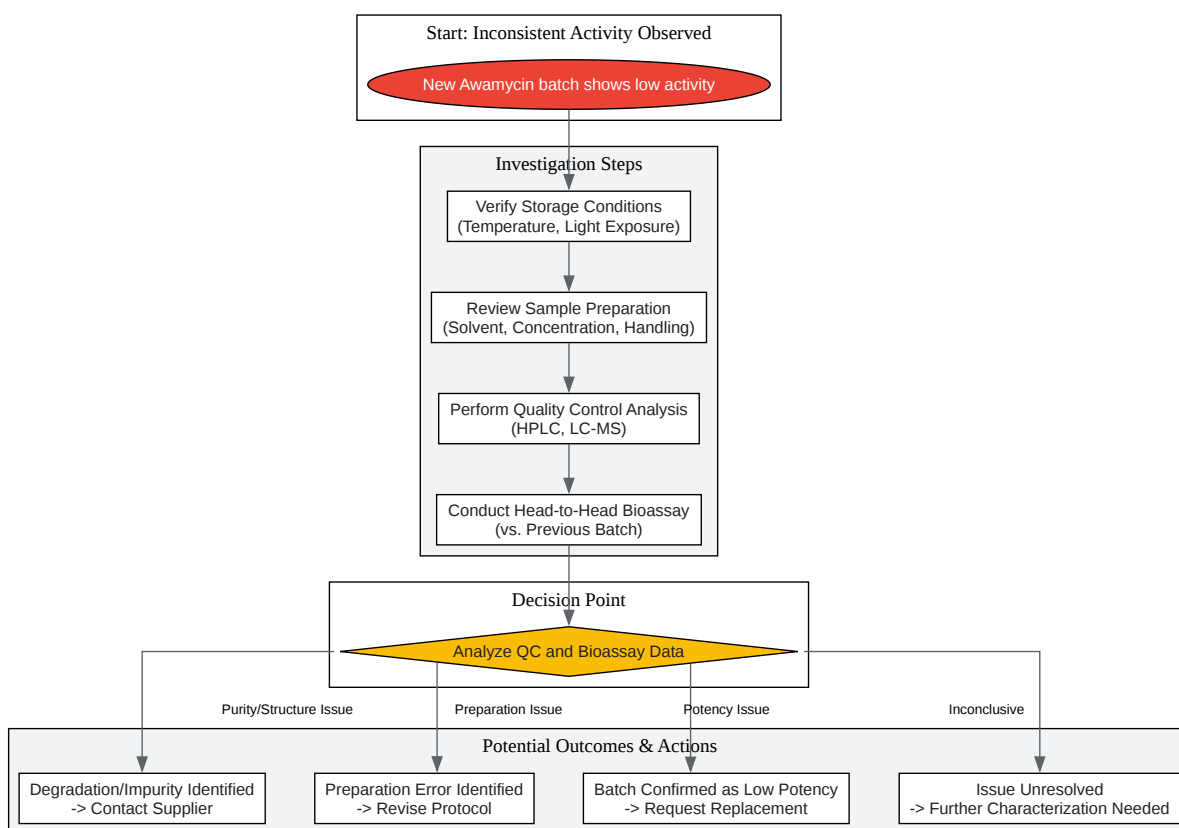 Start: Inconsistent Activity Observed
New Awamycin batch shows low activity
Investigation Steps
Verify Storage Conditions
(Temperature, Light Exposure)
Review Sample Preparation
(Solvent, Concentration, Handling)
Perform Quality Control Analysis
(HPLC, LC-MS)
Conduct Head-to-Head Bioassay
(vs. Previous Batch)
Decision Point
Analyze QC and Bioassay Data
Purity/Structure Issue
Preparation Issue
Potency Issue
Inconclusive
Potential Outcomes & Actions
Degradation/Impurity Identified
-> Contact Supplier
Preparation Error Identified
-> Revise Protocol
Batch Confirmed as Low Potency
-> Request Replacement
Issue Unresolved
-> Further Characterization Needed